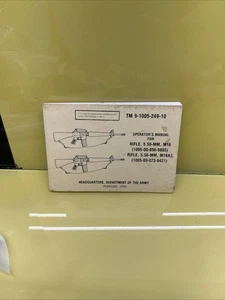 TM 9-1005-249-10
OPERATOR'S MANUAL
FOR
RIFLE, 5.56-MM, M16
(1005-00-856-6885)
RIFLE, 5.56-MM, M16A1
(1005-00-073-9421)
HEADQUARTERS, DEPARTMENT OF THE ARMY